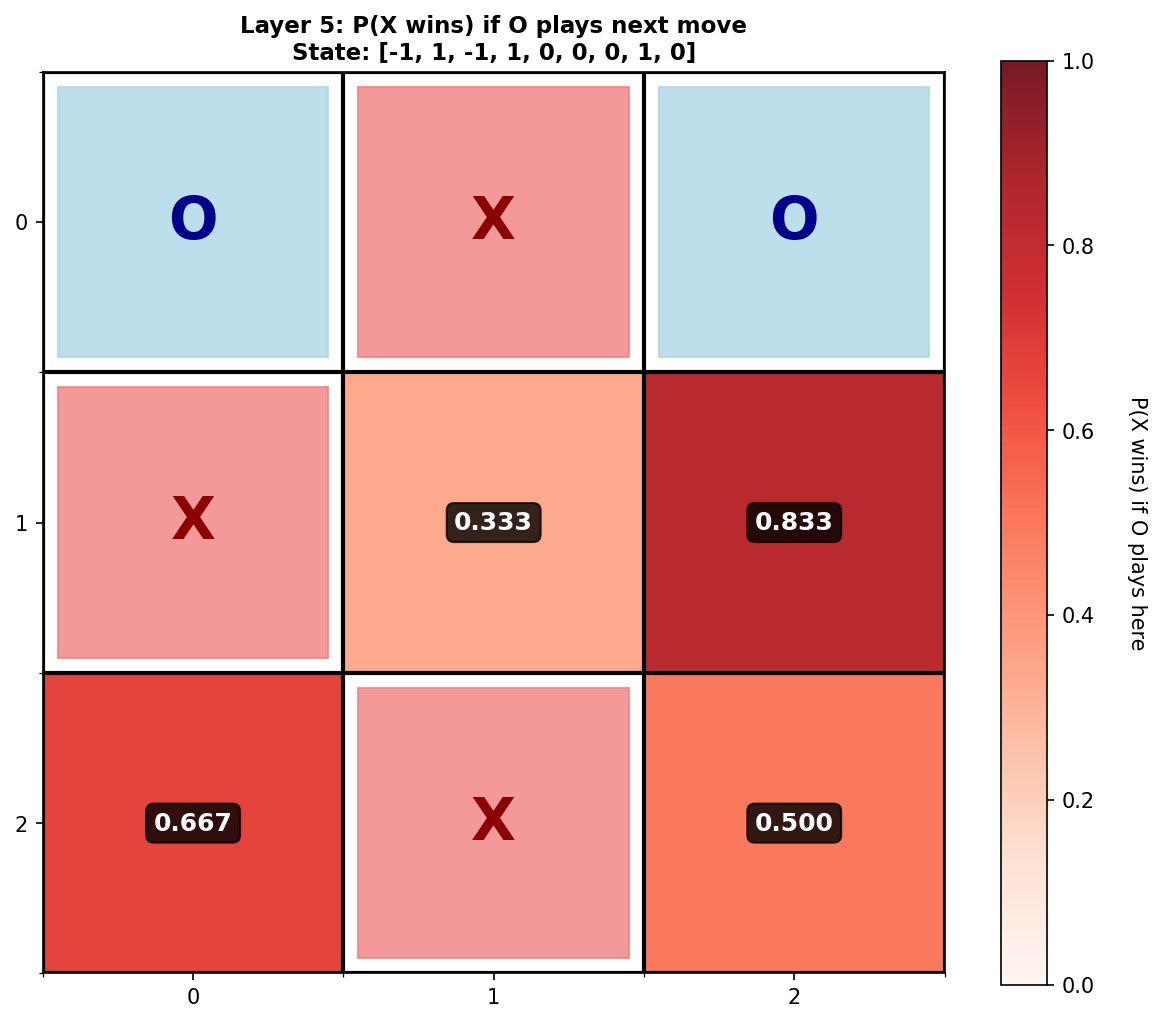 Layer 5: P(X wins) if O plays next move
State: [-1, 1, -1, 1, 0, 0, 0, 1, 0]
O
X
O
X
0.333
0.833
0.667
X
0.500
0
1
2
0
1
2
1.0
0.8
0.6
0.4
0.2
0.0
P(X wins) if O plays here